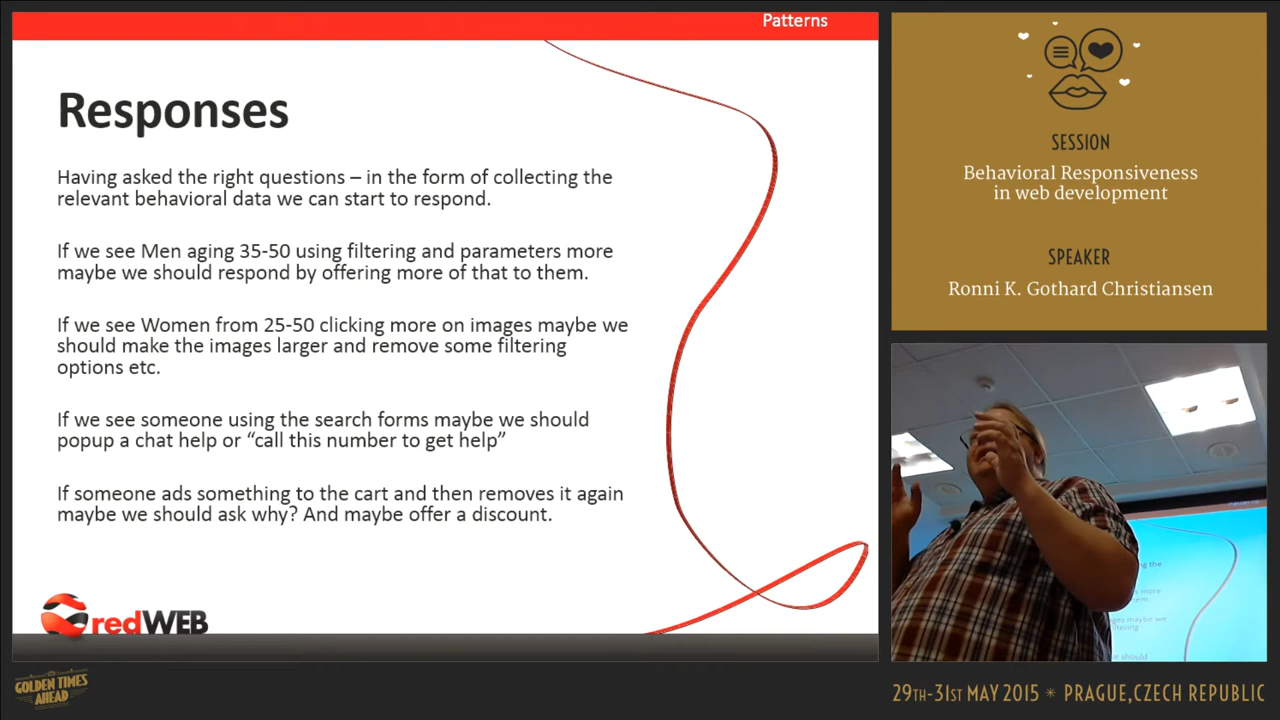 Patterns
Responses
Having asked the right questions – in the form of collecting the
relevant behavioral data we can start to respond.
If we see Men aging 35-50 using filtering and parameters more
maybe we should respond by offering more of that to them.
If we see Women from 25-50 clicking more on images maybe we
should make the images larger and remove some filtering
options etc.
If we see someone using the search forms maybe we should
popup a chat help or “call this number to get help”
If someone ads something to the cart and then removes it again
maybe we should ask why? And maybe offer a discount.
redWEB
SESSION
Behavioral Responsiveness
in web development
SPEAKER
Ronni K. Gothard Christiansen
GOLDEN TIMES
AHEAD
29TH-31ST MAY 2015 * PRAGUE,CZECH REPUBLIC